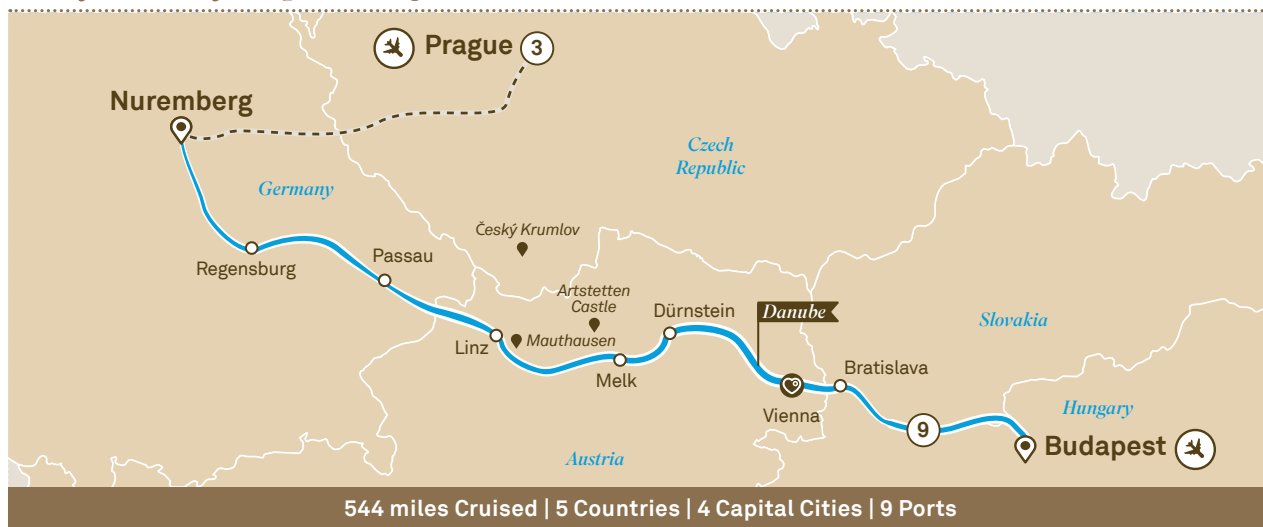 Prague 3
Nuremberg
Czech
Republic
Germany
Český Krumlov
Passau
Regensburg
Artstetten
Castle
Dürnstein
Danube
Slovakia
Linz
Mauthausen
Melk
Bratislava
Vienna
Hungary
9
Budapest
Austria
544 miles Cruised | 5 Countries | 4 Capital Cities | 9 Ports